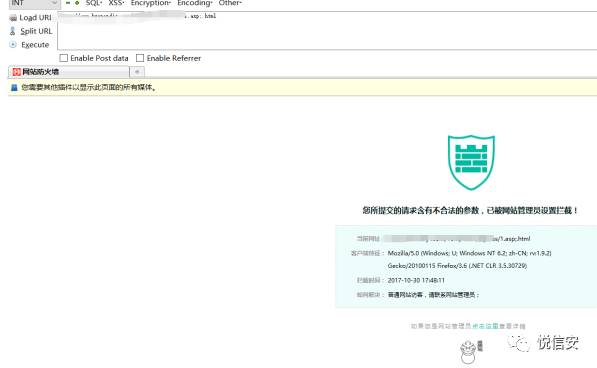 INT SQL· XSS· Encryption· Encoding· Other·
Load URL
1.asp;.html
Split URL
Execute
Enable Post data Enable Referrer
网站防火墙
您需要其他插件以显示此页面的所有媒体。
您所提交的请求含有不合法的参数，已被网站管理员设置拦截！
当前网址：
/1.asp;.html
客户端特征：
Mozilla/5.0 (Windows; U; Windows NT 6.2; zh-CN; rv:1.9.2)
Gecko/20100115 Firefox/3.6 (.NET CLR 3.5.30729)
拦截时间：
2017-10-30 17:48:11
如何解决：
普通网站访客，请联系网站管理员；
如果您是网站管理员点击这里查看详细
悦信安